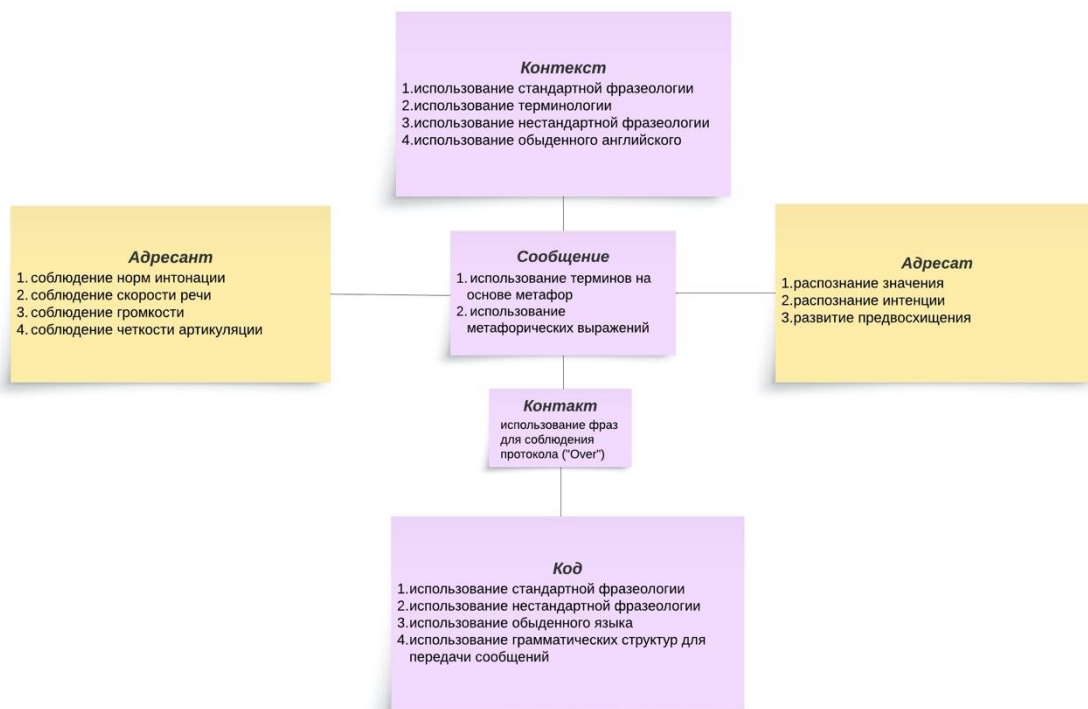 Контекст
1.использование стандартной фразеологии
2.использование терминологии
3.использование нестандартной фразеологии
4.использование обыденного английского
Адресант
1. соблюдение норм интонации
2. соблюдение скорости речи
3. соблюдение громкости
4. соблюдение четкости артикуляции
Сообщение
1. использование терминов на
основе метафор
2. использование
метафорических выражений
Адресат
1.распознание значения
2.распознание интенции
3.развитие предвосхищения
Контакт
использование фраз
для соблюдения
протокола ("Over")
Код
1.использование стандартной фразеологии
2.использование нестандартной фразеологии
3.использование обыденного языка
4.использование грамматических структур для
передачи сообщений